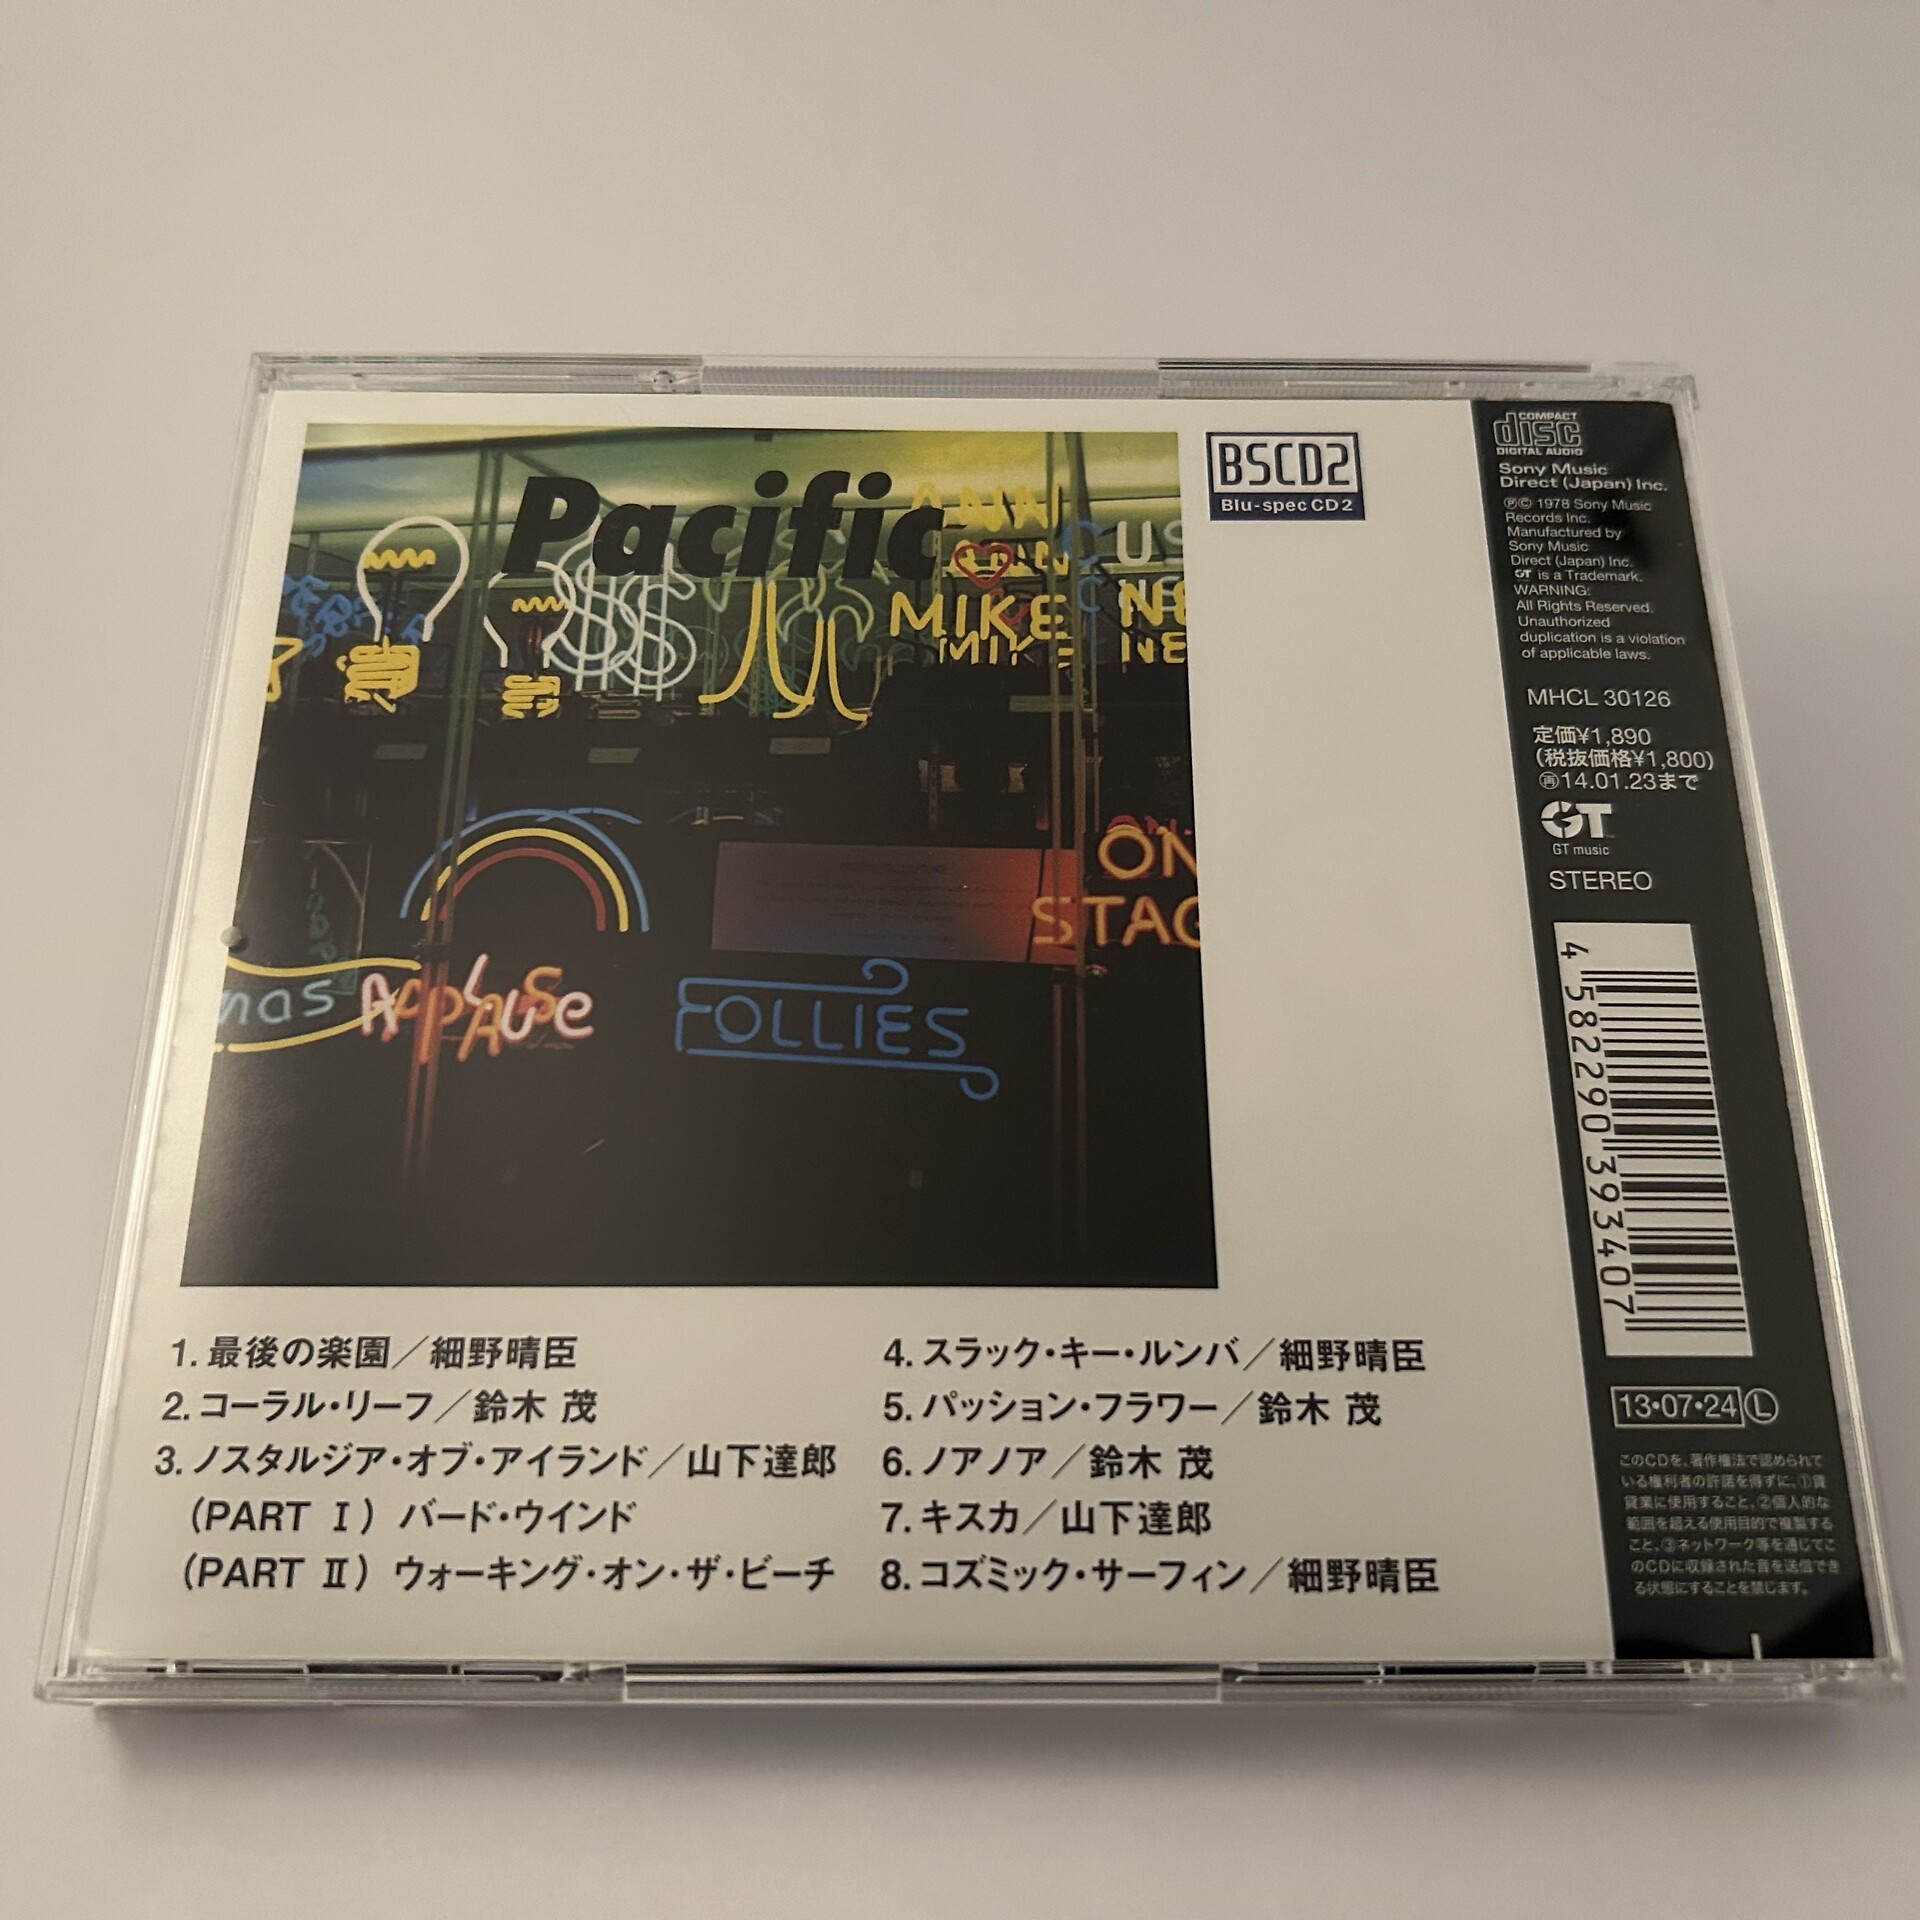 Pacific
ANN
MIKE
MIKE
NE
ON
STAG
nas
APPLAUSe
FOLLIES
BSCD2
Blu-spec CD2
1. 最後の楽園／細野晴臣
2. コーラル・リーフ／鈴木 茂
3. ノスタルジア・オブ・アイランド／山下達郎
(PART Ⅰ) バード・ウインド
(PART Ⅱ) ウォーキング・オン・ザ・ビーチ
4. スラック・キー・ルンバ／細野晴臣
5. パッション・フラワー／鈴木 茂
6. ノアノア／鈴木 茂
7. キスカ／山下達郎
8. コズミック・サーフィン／細野晴臣
COMPACT
disc
DIGITAL AUDIO
Sony Music
Direct (Japan) Inc.
Ⓟ© 1978 Sony Music
Records Inc.
Manufactured by
Sony Music
Direct (Japan) Inc.
GT is a Trademark.
WARNING:
All Rights Reserved.
Unauthorized
duplication is a violation
of applicable laws.
MHCL 30126
定価¥1,890
(税抜価格¥1,800)
㊞14.01.23まで
GT
GT music
STEREO
4 582290 393407
13・07・24 Ⓛ
このCDを、著作権法で認められて
いる権利者の許諾を得ずに、①賃
貸業に使用すること、②個人的な
範囲を超える使用目的で複製する
こと、③ネットワーク等を通じてこ
のCDに収録された音を送信でき
る状態にすることを禁じます。